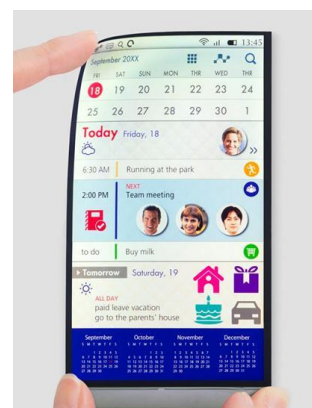 13:45
September 20XX
FRI SAT SUN MON THR WED THR
18 19 20 21 22 23 24
25 26 27 28 29 30 1
Today Friday, 18
»
6:30 AM Running at the park
2:00 PM NEXT
Team meeting
to-do Buy milk
Tomorrow Saturday, 19
ALL DAY
paid leave vacation
go to the parents' house
September October November December
S M T W T F S S M T W T F S S M T W T F S S M T W T F S